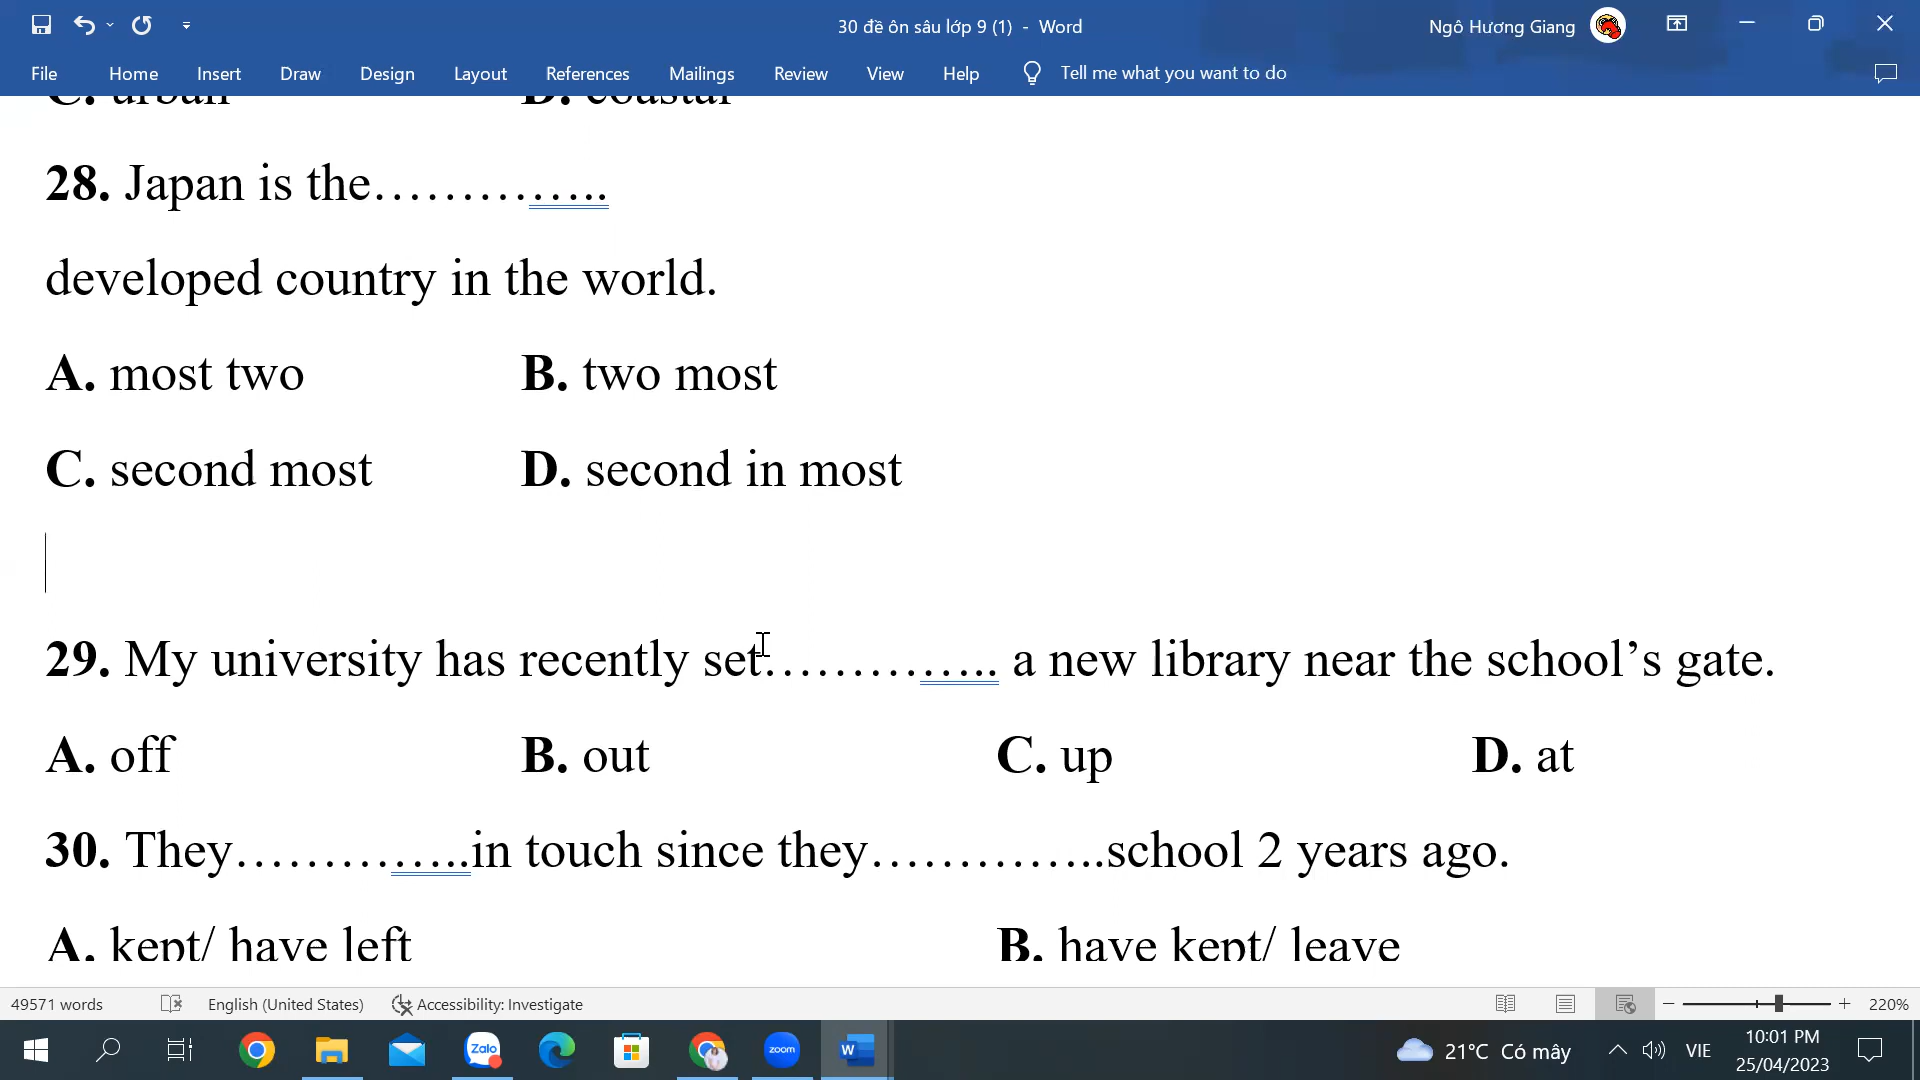 30 đề ôn sâu lớp 9 (1) - Word
Ngô Hương Giang
File Home Insert Draw Design Layout References Mailings Review View Help Tell me what you want to do
C. urban D. coastal
28. Japan is the…………..
developed country in the world.
A. most two B. two most
C. second most D. second in most
29. My university has recently set………….. a new library near the school’s gate.
A. off B. out C. up D. at
30. They…………..in touch since they…………..school 2 years ago.
A. kept/ have left B. have kept/ leave
49571 words English (United States) Accessibility: Investigate 220%
Zalo zoom W 21°C Có mây VIE 10:01 PM
25/04/2023